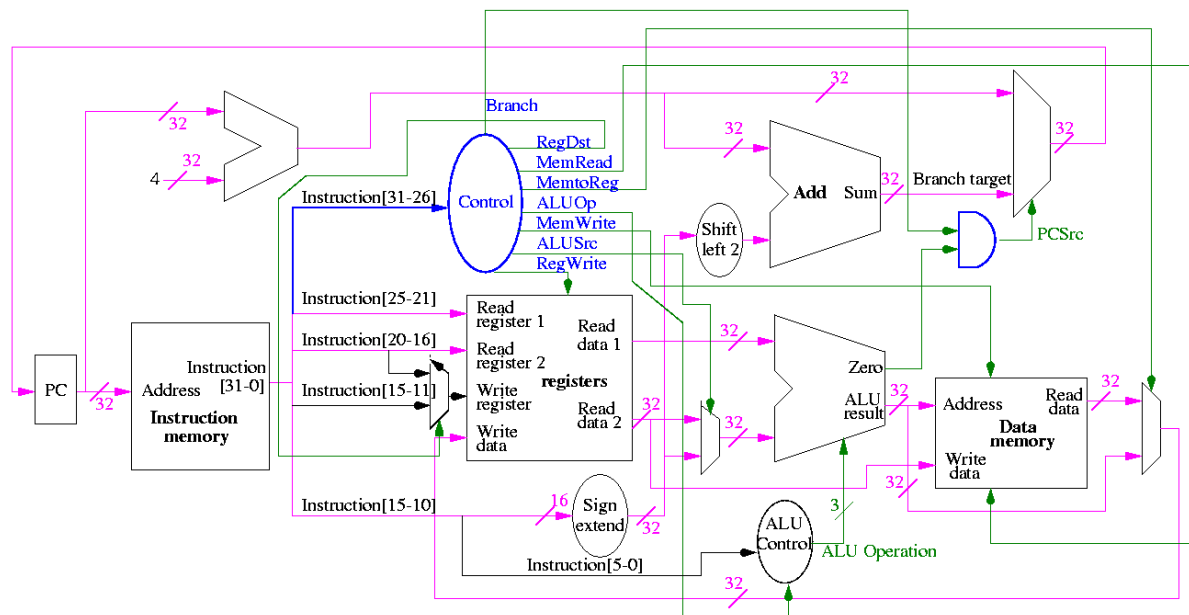 32
32
Branch
32
32
32
4
RegDst
MemRead
MemtoReg
ALUOp
MemWrite
ALUSrc
RegWrite
Control
Instruction[31-26]
32
Add
Sum
32
Branch target
Shift
left 2
PCSrc
Instruction[25-21]
Instruction[20-16]
Instruction[15-11]
Read
register 1
Read
register 2
Write
register
Write
data
Read
data 1
registers
Read
data 2
32
32
32
Zero
ALU
result
32
PC
32
Instruction
[31-0]
Address
Instruction
memory
Address
Read
data
Data
memory
Write
data
32
32
Instruction[15-10]
16
Sign
extend
32
ALU
Control
3
ALU Operation
Instruction[5-0]
32